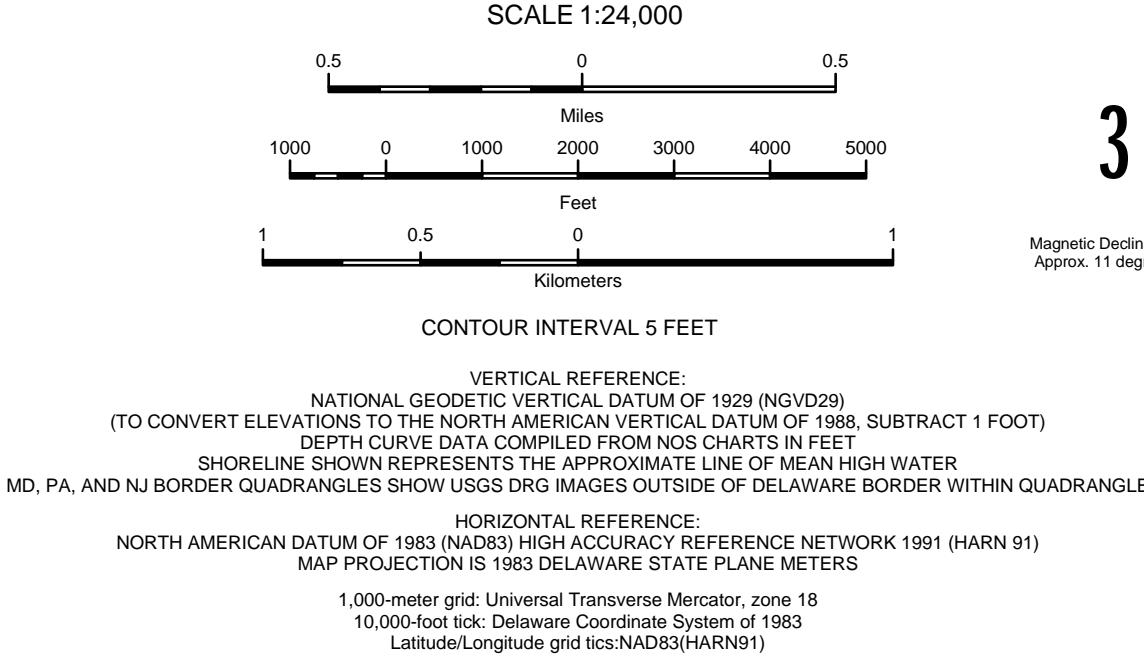 SCALE 1:24,000
0.5 0 0.5
Miles
1000 0 1000 2000 3000 4000 5000
Feet
1 0.5 0 1
Kilometers
3
Magnetic Declin
Approx. 11 degr
CONTOUR INTERVAL 5 FEET
VERTICAL REFERENCE:
NATIONAL GEODETIC VERTICAL DATUM OF 1929 (NGVD29)
(TO CONVERT ELEVATIONS TO THE NORTH AMERICAN VERTICAL DATUM OF 1988, SUBTRACT 1 FOOT)
DEPTH CURVE DATA COMPILED FROM NOS CHARTS IN FEET
SHORELINE SHOWN REPRESENTS THE APPROXIMATE LINE OF MEAN HIGH WATER
MD, PA, AND NJ BORDER QUADRANGLES SHOW USGS DRG IMAGES OUTSIDE OF DELAWARE BORDER WITHIN QUADRANGLE
HORIZONTAL REFERENCE:
NORTH AMERICAN DATUM OF 1983 (NAD83) HIGH ACCURACY REFERENCE NETWORK 1991 (HARN 91)
MAP PROJECTION IS 1983 DELAWARE STATE PLANE METERS
1,000-meter grid: Universal Transverse Mercator, zone 18
10,000-foot tick: Delaware Coordinate System of 1983
Latitude/Longitude grid tics:NAD83(HARN91)